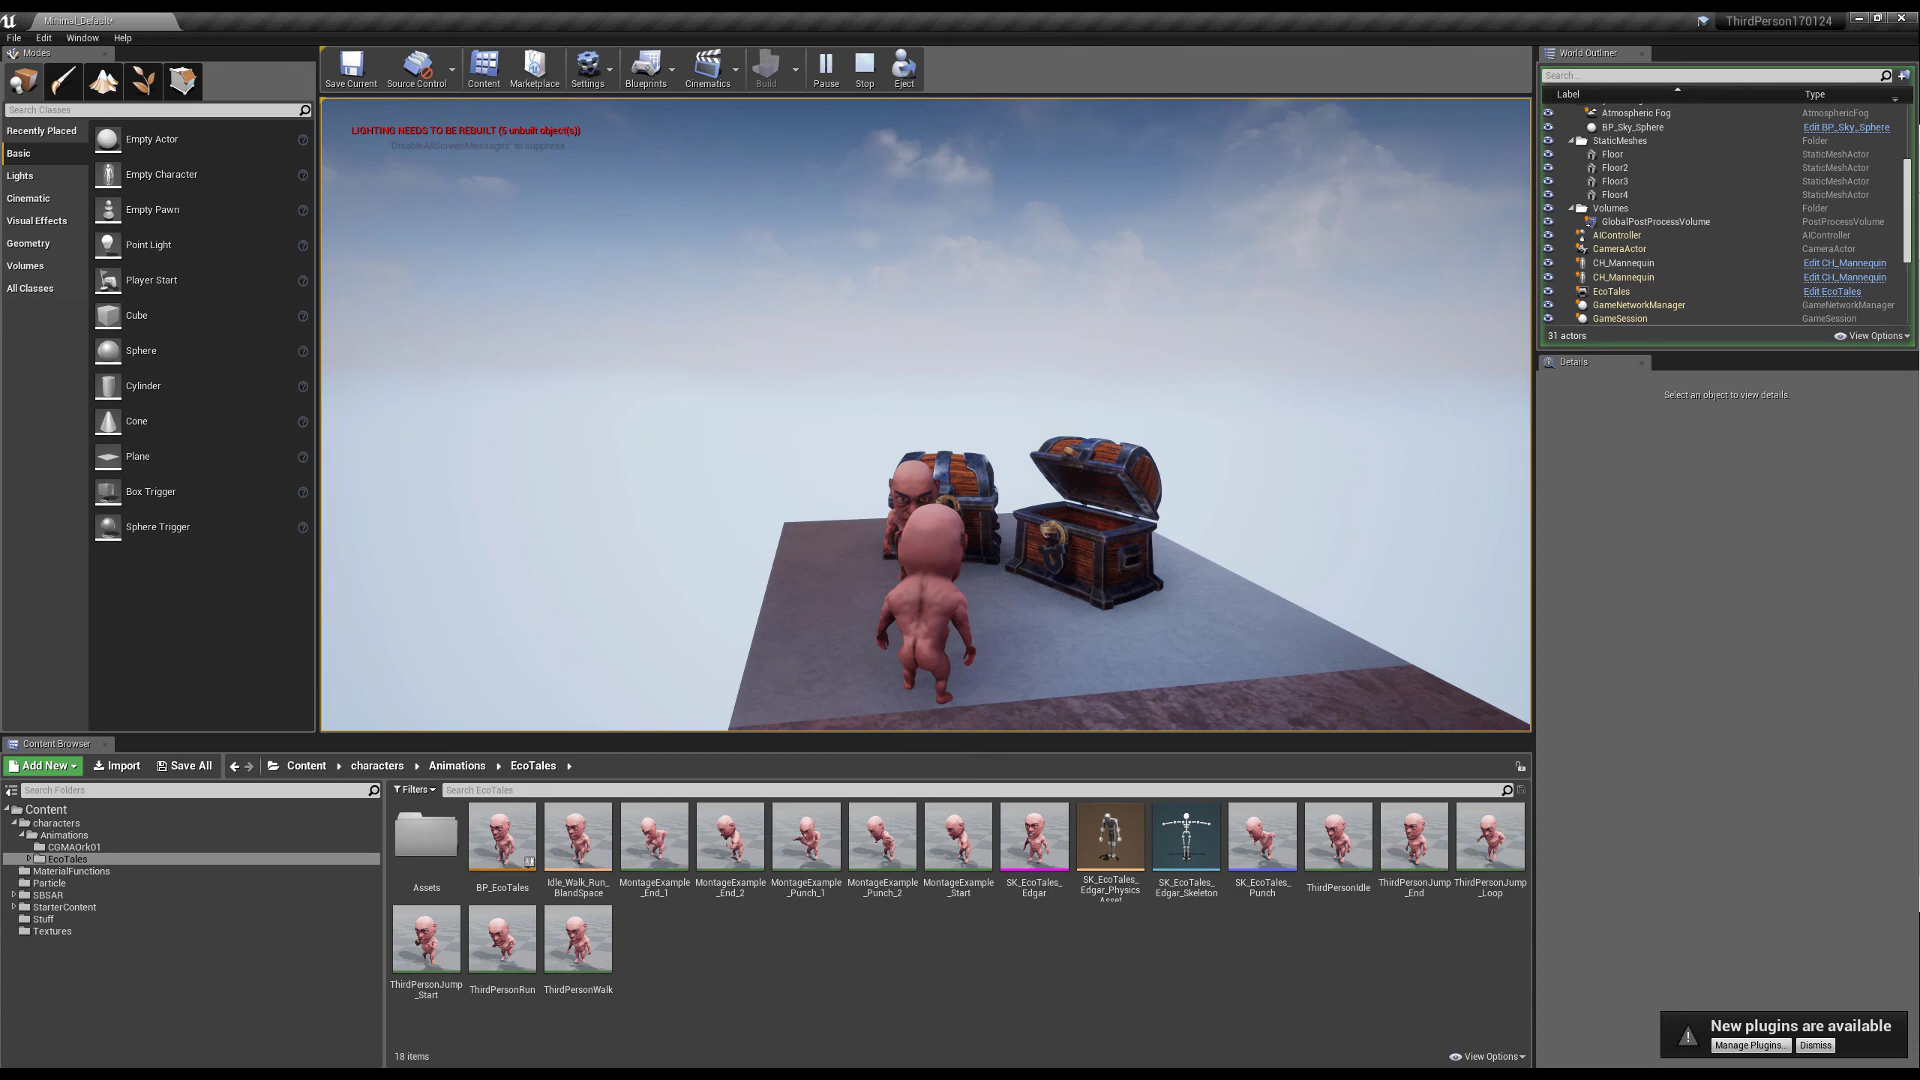 Minimal_Default*
ThirdPerson170124
File Edit Window Help
Modes
Search Classes
Recently Placed
Basic
Lights
Cinematic
Visual Effects
Geometry
Volumes
All Classes
Empty Actor
Empty Character
Empty Pawn
Point Light
Player Start
Cube
Sphere
Cylinder
Cone
Plane
Box Trigger
Sphere Trigger
Save Current Source Control Content Marketplace Settings Blueprints Cinematics Build Pause Stop Eject
LIGHTING NEEDS TO BE REBUILT (5 unbuilt object(s))
'DisableAllScreenMessages' to suppress
World Outliner
Search...
Label Type
Atmospheric Fog AtmosphericFog
BP_Sky_Sphere Edit BP_Sky_Sphere
StaticMeshes Folder
Floor StaticMeshActor
Floor2 StaticMeshActor
Floor3 StaticMeshActor
Floor4 StaticMeshActor
Volumes Folder
GlobalPostProcessVolume PostProcessVolume
AIController AIController
CameraActor CameraActor
CH_Mannequin Edit CH_Mannequin
CH_Mannequin Edit CH_Mannequin
EcoTales Edit EcoTales
GameNetworkManager GameNetworkManager
GameSession GameSession
31 actors View Options
Details
Select an object to view details.
Content Browser
Add New Import Save All Content characters Animations EcoTales
Search Folders
Content
characters
Animations
CGMAOrk01
EcoTales
MaterialFunctions
Particle
SBSAR
StarterContent
Stuff
Textures
Filters Search EcoTales
Assets
BP_EcoTales
Idle_Walk_Run_
BlandSpace
MontageExample
_End_1
MontageExample
_End_2
MontageExample
_Punch_1
MontageExample
_Punch_2
MontageExample
_Start
SK_EcoTales_
Edgar
SK_EcoTales_
Edgar_Physics
Asset
SK_EcoTales_
Edgar_Skeleton
SK_EcoTales_
Punch
ThirdPersonIdle
ThirdPersonJump
_End
ThirdPersonJump
_Loop
ThirdPersonJump
_Start
ThirdPersonRun
ThirdPersonWalk
18 items View Options
New plugins are available
Manage Plugins... Dismiss